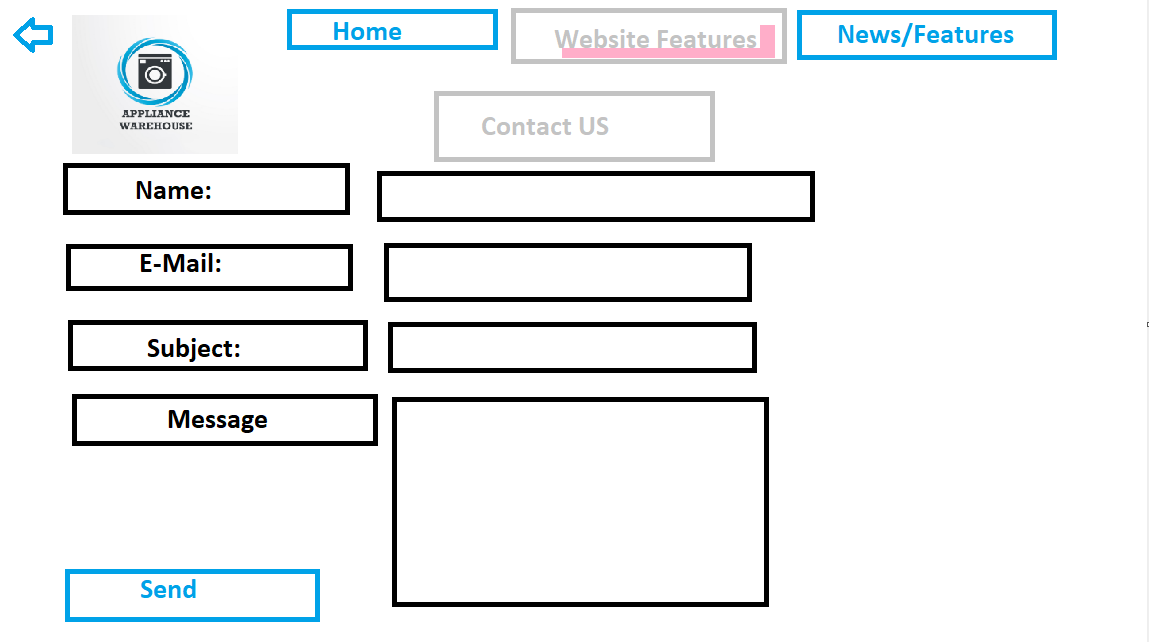 Home
Website Features
News/Features
APPLIANCE
WAREHOUSE
Contact US
Name:
E-Mail:
Subject:
Message
Send